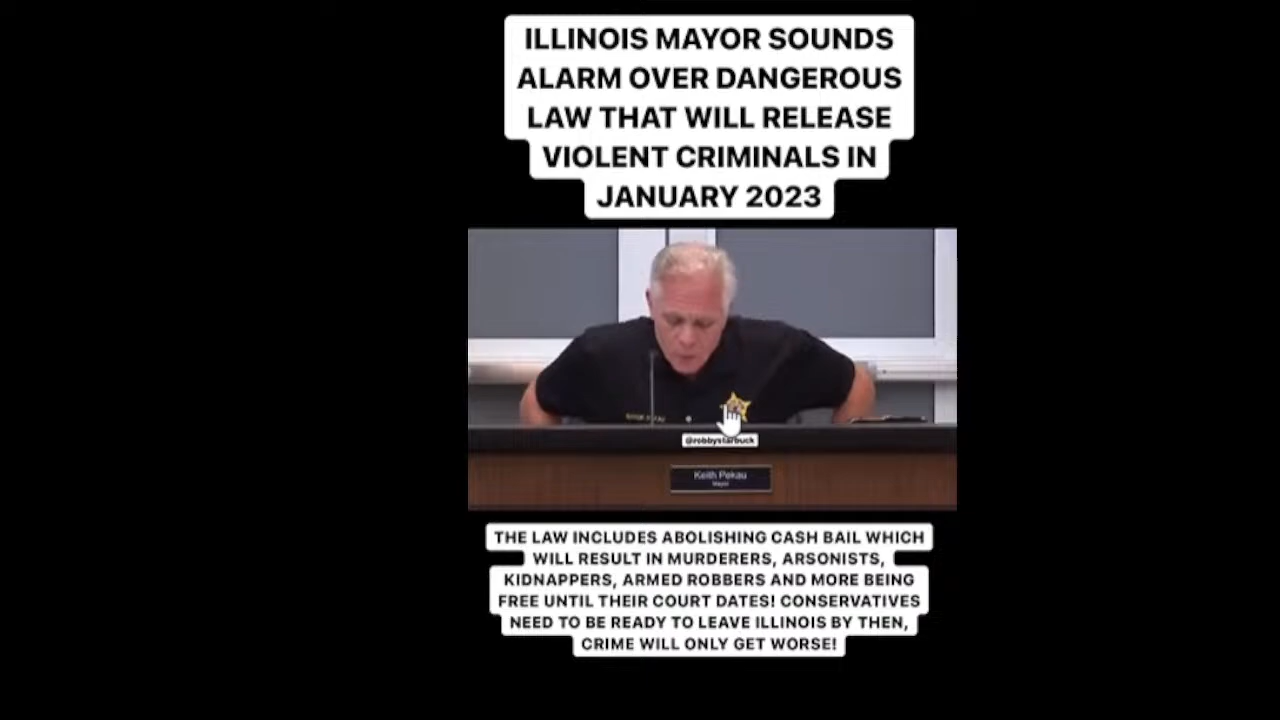 ILLINOIS MAYOR SOUNDS
ALARM OVER DANGEROUS
LAW THAT WILL RELEASE
VIOLENT CRIMINALS IN
JANUARY 2023
@robbystarbuck
Keith Pekau
Mayor
THE LAW INCLUDES ABOLISHING CASH BAIL WHICH
WILL RESULT IN MURDERERS, ARSONISTS,
KIDNAPPERS, ARMED ROBBERS AND MORE BEING
FREE UNTIL THEIR COURT DATES! CONSERVATIVES
NEED TO BE READY TO LEAVE ILLINOIS BY THEN,
CRIME WILL ONLY GET WORSE!